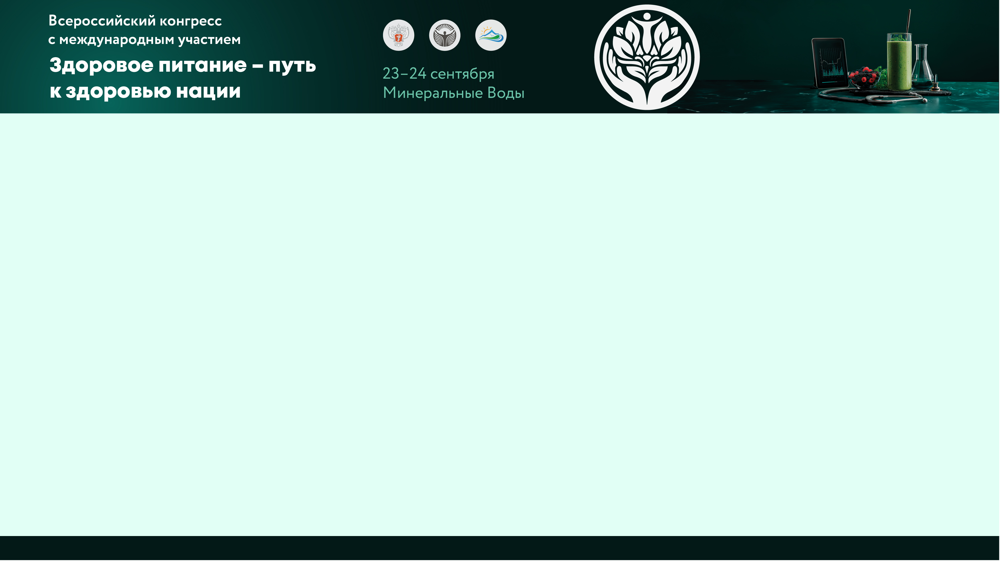 Всероссийский конгресс
с международным участием
Здоровое питание – путь
к здоровью нации
23–24 сентября
Минеральные Воды